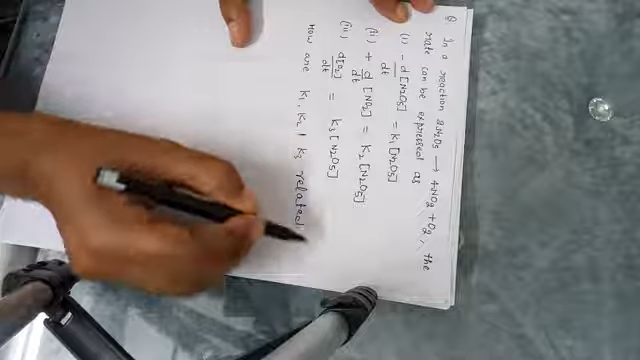 Q. In a reaction 2N2O5 → 4NO2 + O2, the
rate can be expressed as
(i) - d[N2O5]/dt = k1[N2O5]
(ii) + d[NO2]/dt = K2[N2O5]
(iii) d[O2]/dt = k3[N2O5]
How are k1, K2 & k3 related